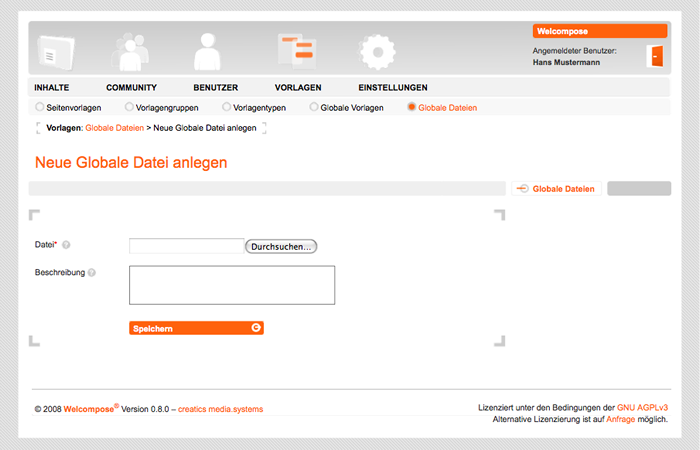 Welcompose
Angemeldeter Benutzer:
Hans Mustermann
INHALTE COMMUNITY BENUTZER VORLAGEN EINSTELLUNGEN
Seitenvorlagen Vorlagengruppen Vorlagentypen Globale Vorlagen Globale Dateien
Vorlagen: Globale Dateien > Neue Globale Datei anlegen
Neue Globale Datei anlegen
Globale Dateien
Datei* ? Durchsuchen...
Beschreibung ?
Speichern
© 2008 Welcompose® Version 0.8.0 – creatics media.systems
Lizenziert unter den Bedingungen der GNU AGPLv3
Alternative Lizenzierung ist auf Anfrage möglich.